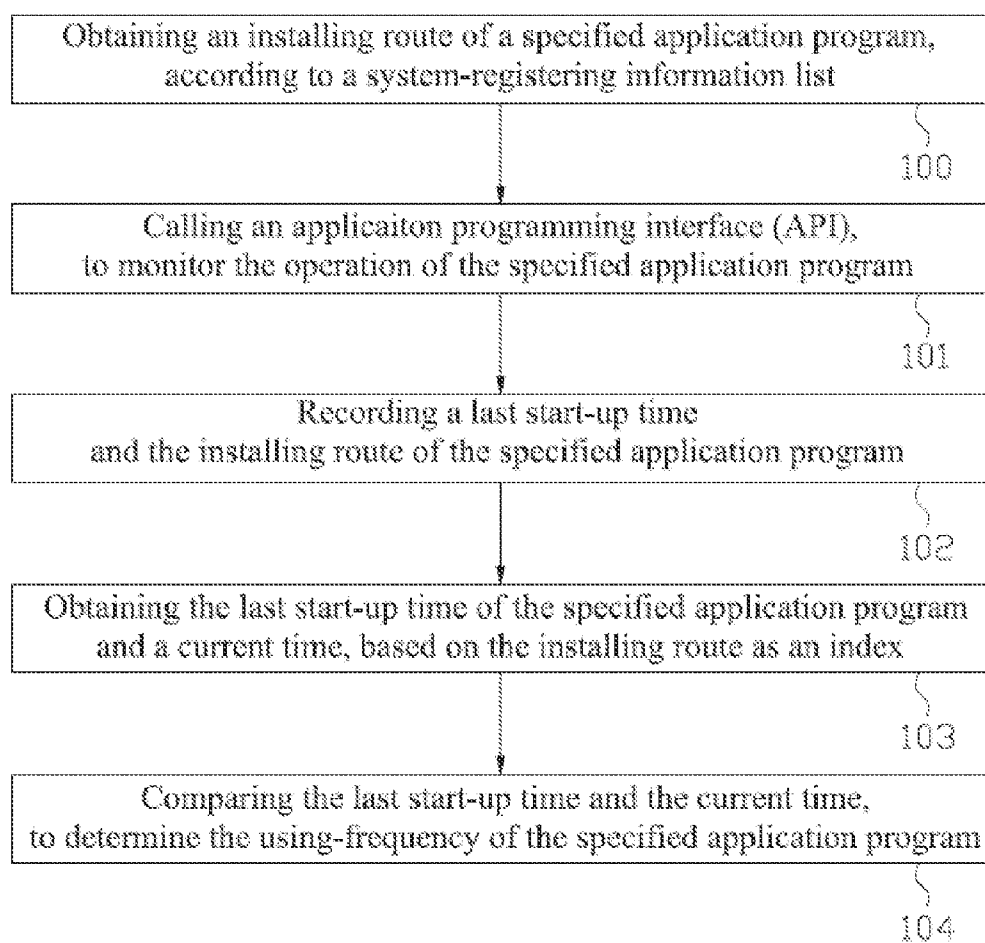 Obtaining an installing route of a specified application program,
according to a system-registering information list
100
Calling an applicaiton programming interface (API),
to monitor the operation of the specified application program
101
Recording a last start-up time
and the installing route of the specified application program
102
Obtaining the last start-up time of the specified application program
and a current time, based on the installing route as an index
103
Comparing the last start-up time and the current time,
to determine the using-frequency of the specified application program
104